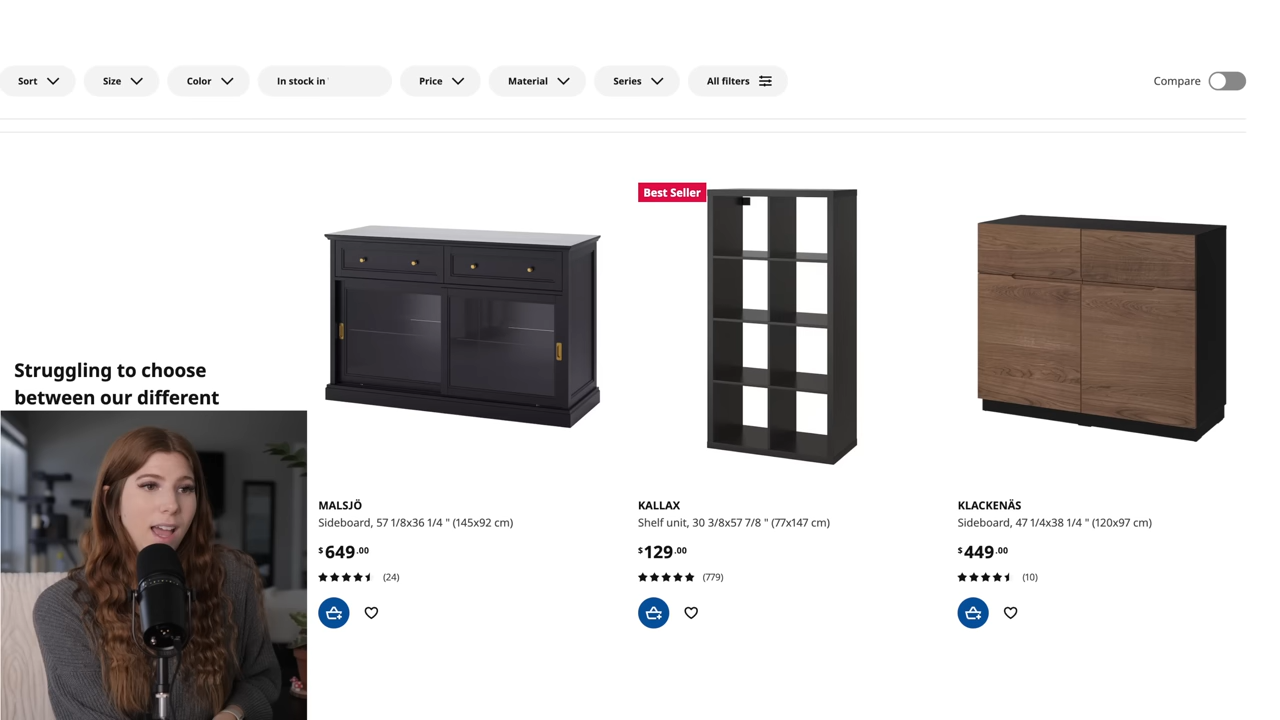 Sort
Size
Color
In stock in
Price
Material
Series
All filters
Compare
Struggling to choose
between our different
MALSJÖ
Sideboard, 57 1/8x36 1/4 " (145x92 cm)
$649.00
(24)
Best Seller
KALLAX
Shelf unit, 30 3/8x57 7/8 " (77x147 cm)
$129.00
(779)
KLACKENÄS
Sideboard, 47 1/4x38 1/4 " (120x97 cm)
$449.00
(10)